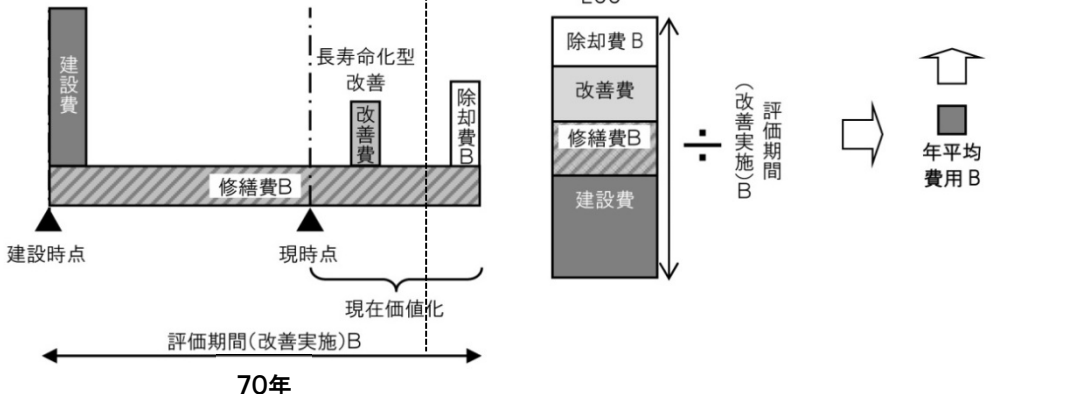 建設費
長寿命化型
改善
改善費
除却費B
修繕費B
建設時点
現時点
現在価値化
評価期間(改善実施)B
70年
除却費B
改善費
修繕費B
建設費
÷
評価期間
(改善実施)B
年平均
費用B